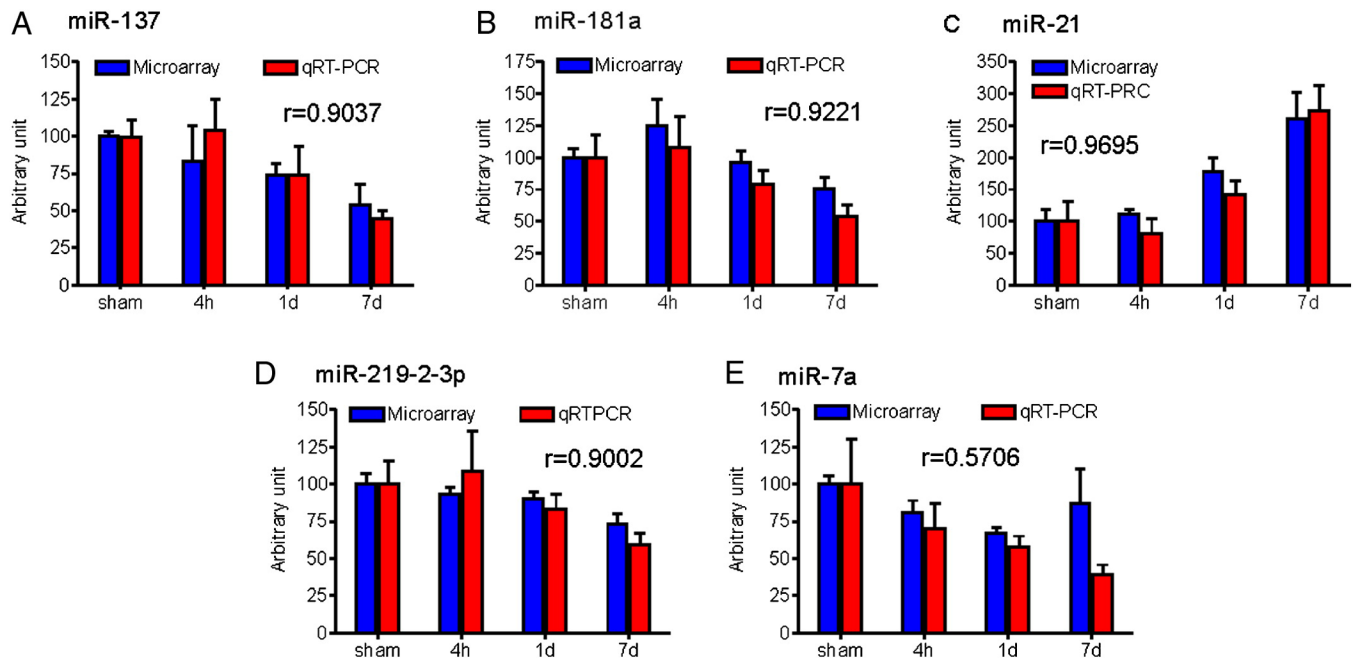 A miR-137
150
125
100
75
50
25
0
Arbitrary unit
Microarray qRT-PCR
r=0.9037
sham 4h 1d 7d
B miR-181a
175
150
125
100
75
50
25
0
Arbitrary unit
Microarray qRT-PCR
r=0.9221
sham 4h 1d 7d
C miR-21
350
300
250
200
150
100
50
0
Arbitrary unit
Microarray
qRT-PRC
r=0.9695
sham 4h 1d 7d
D miR-219-2-3p
150
125
100
75
50
25
0
Arbitrary unit
Microarray qRTPCR
r=0.9002
sham 4h 1d 7d
E miR-7a
150
125
100
75
50
25
0
Arbitrary unit
Microarray qRT-PCR
r=0.5706
sham 4h 1d 7d